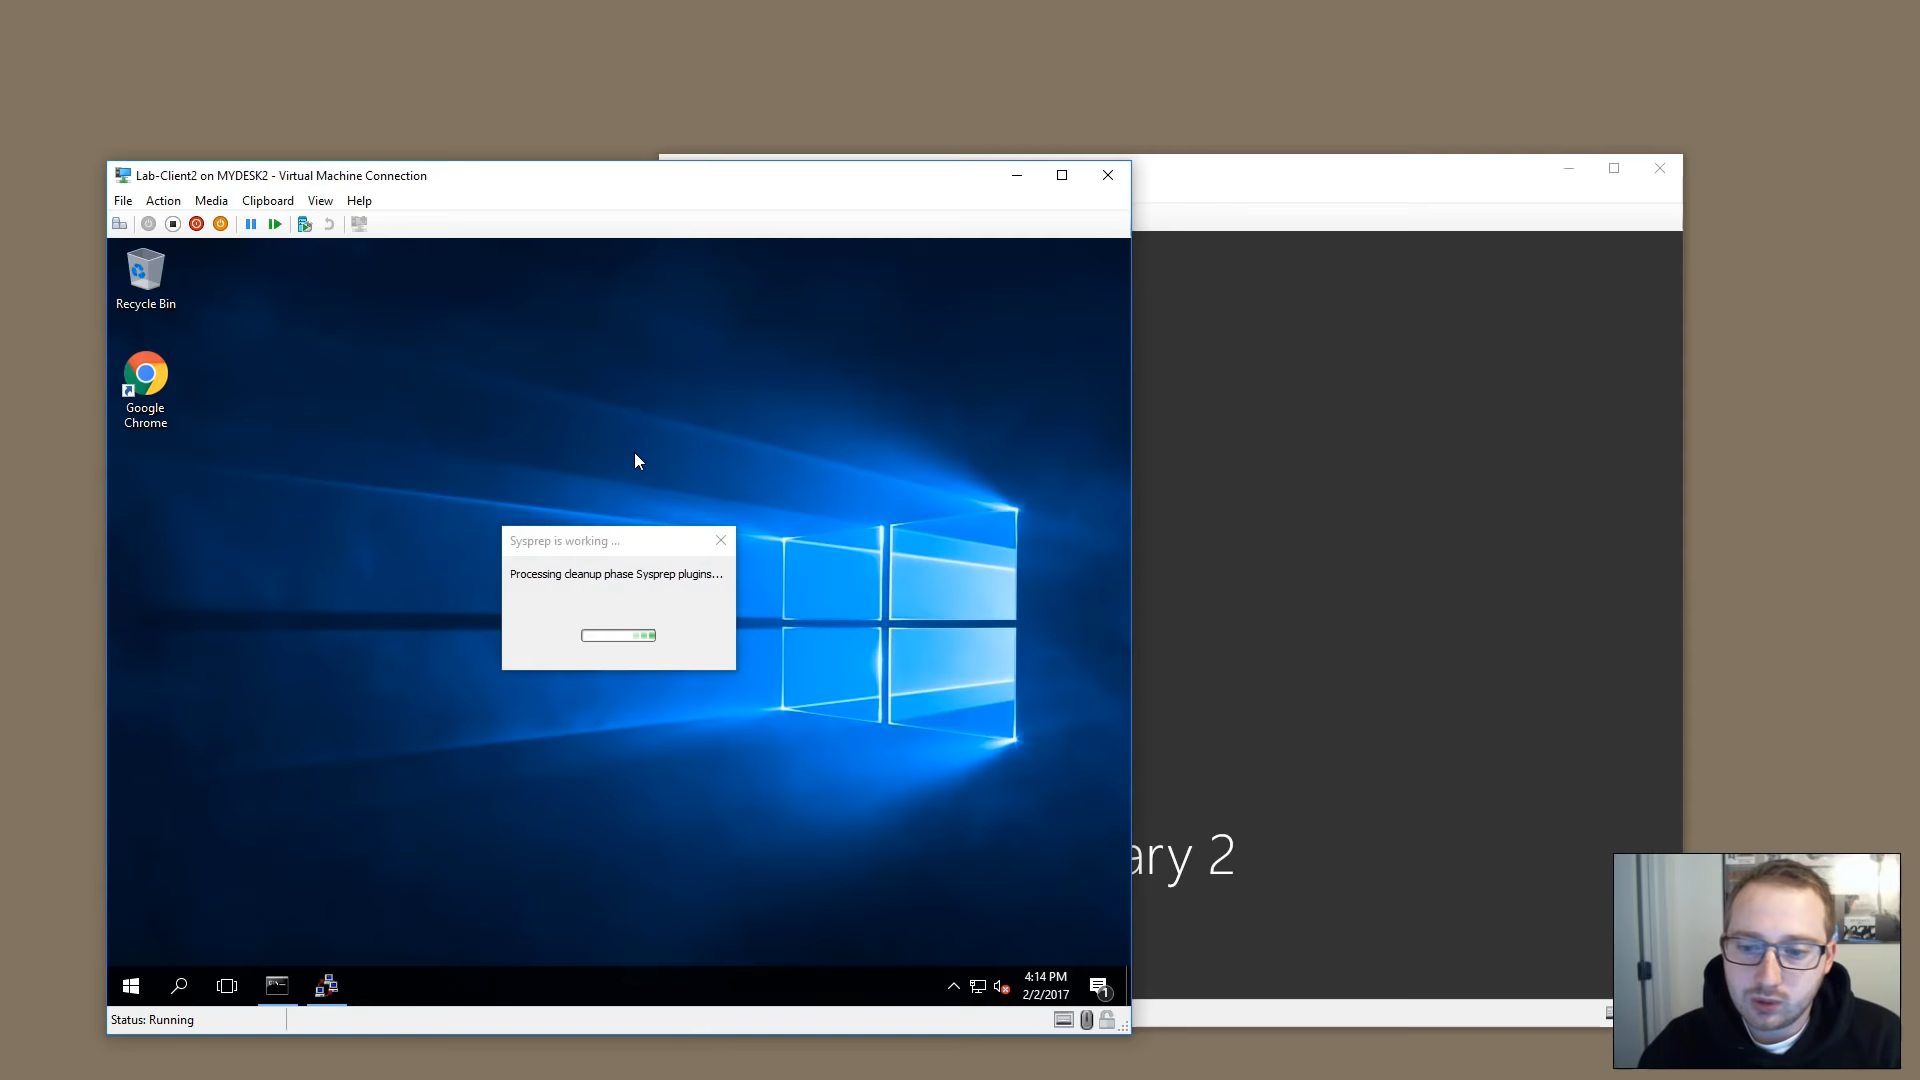 Lab-Client2 on MYDESK2 - Virtual Machine Connection
File Action Media Clipboard View Help
Recycle Bin
Google
Chrome
Sysprep is working ...
Processing cleanup phase Sysprep plugins...
ary 2
4:14 PM
2/2/2017
1
Status: Running